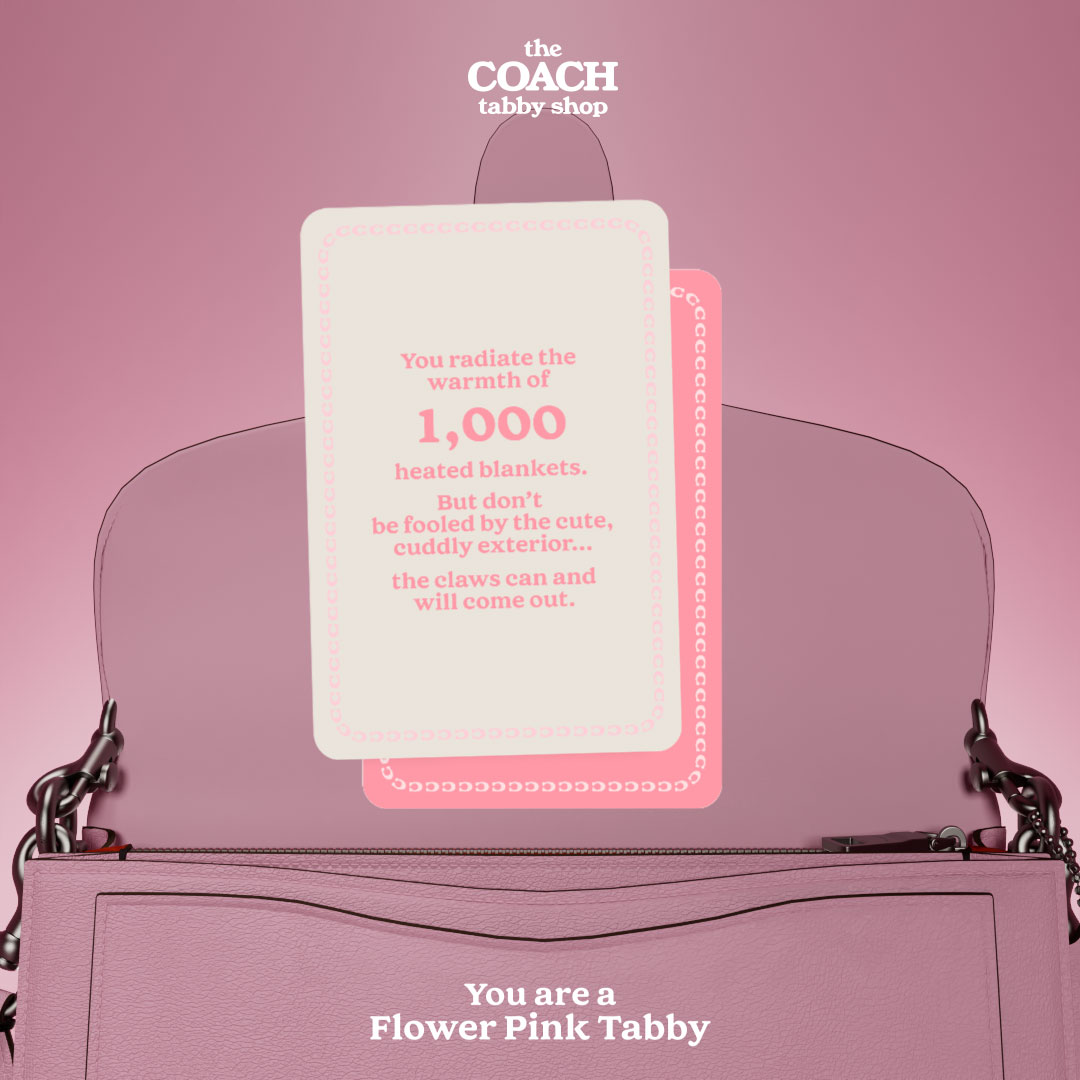 the
COACH
tabby shop
You radiate the
warmth of
1,000
heated blankets.
But don’t
be fooled by the cute,
cuddly exterior...
the claws can and
will come out.
You are a
Flower Pink Tabby